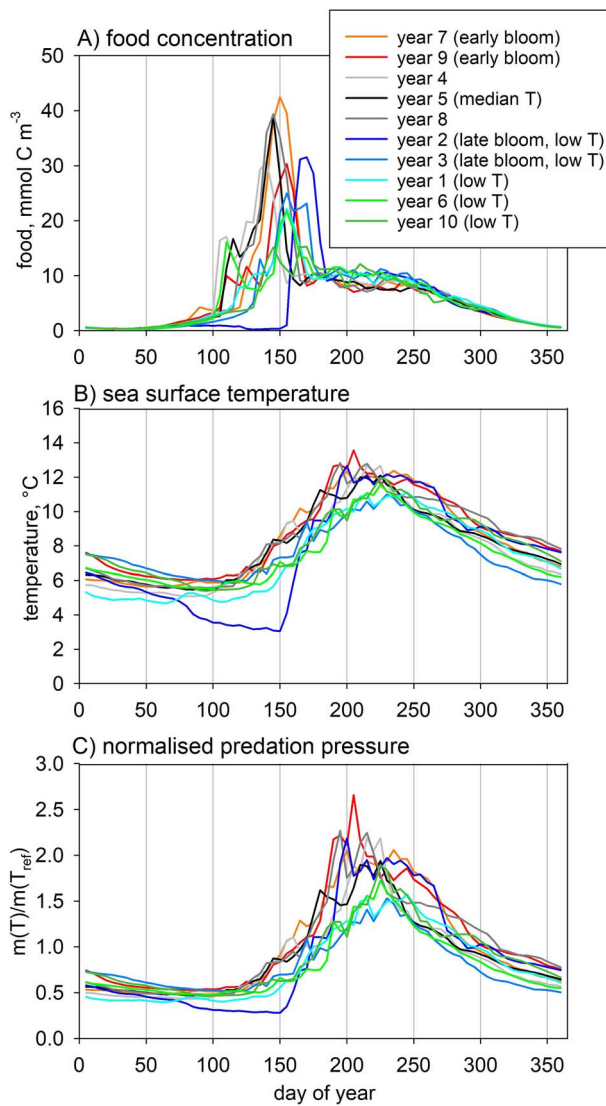 A) food concentration
year 7 (early bloom)
year 9 (early bloom)
year 4
year 5 (median T)
year 8
year 2 (late bloom, low T)
year 3 (late bloom, low T)
year 1 (low T)
year 6 (low T)
year 10 (low T)
food, mmol C m⁻³
50
40
30
20
10
0
0 50 100 150 200 250 300 350
B) sea surface temperature
temperature, °C
16
14
12
10
8
6
4
2
0
0 50 100 150 200 250 300 350
C) normalised predation pressure
m(T)/m(T_ref)
3.0
2.5
2.0
1.5
1.0
0.5
0.0
0 50 100 150 200 250 300 350
day of year